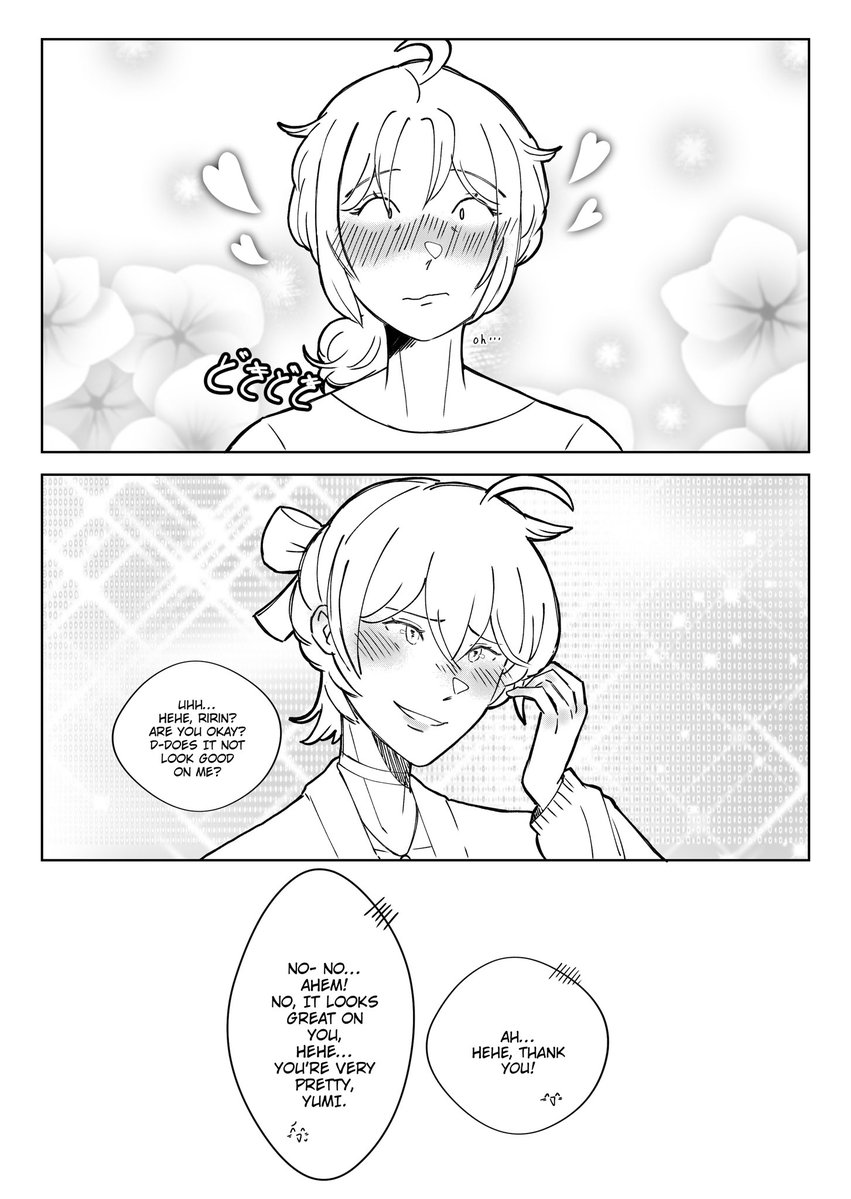 oh...
どきどき
UHH...
HEHE, RIRIN?
ARE YOU OKAY?
D-DOES IT NOT
LOOK GOOD
ON ME?
NO- NO...
AHEM!
NO, IT LOOKS
GREAT ON
YOU,
HEHE...
YOU'RE VERY
PRETTY,
YUMI.
AH...
HEHE, THANK
YOU!